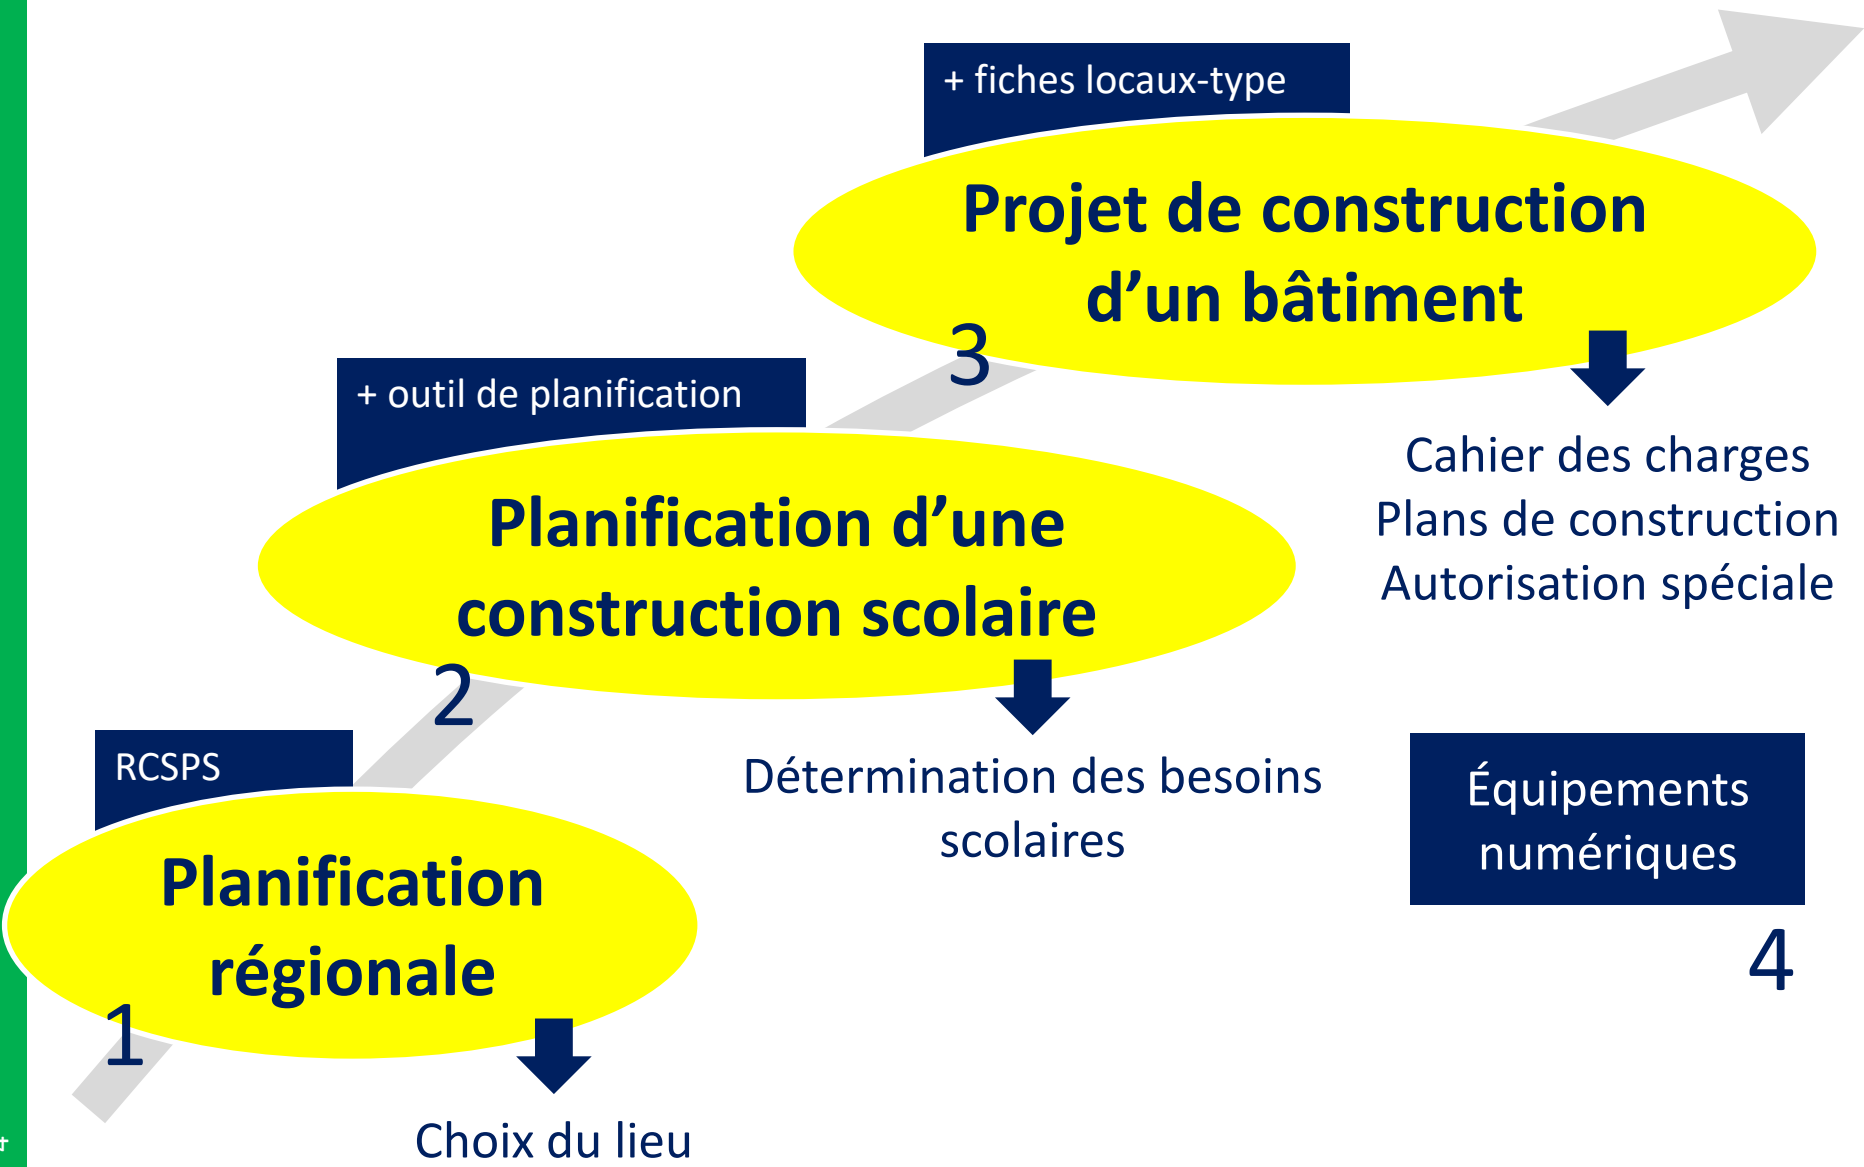 + fiches locaux-type
Projet de construction
d’un bâtiment
3
Cahier des charges
Plans de construction
Autorisation spéciale
+ outil de planification
Planification d’une
construction scolaire
2
Détermination des besoins
scolaires
RCSPS
Planification
régionale
1
Choix du lieu
Équipements
numériques
4
4